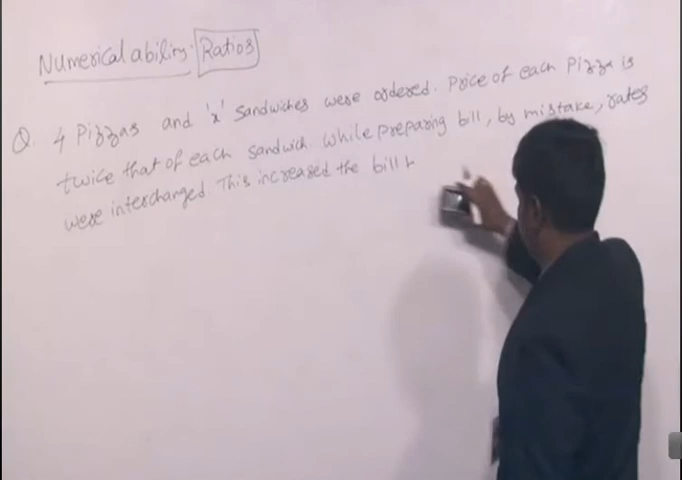 Numerical ability. Ratios
Q. 4 Pizzas and 'x' Sandwiches were ordered. Price of each Pizza is
twice that of each sandwich while preparing bill, by mistake, rates
were interchanged This increased the bill